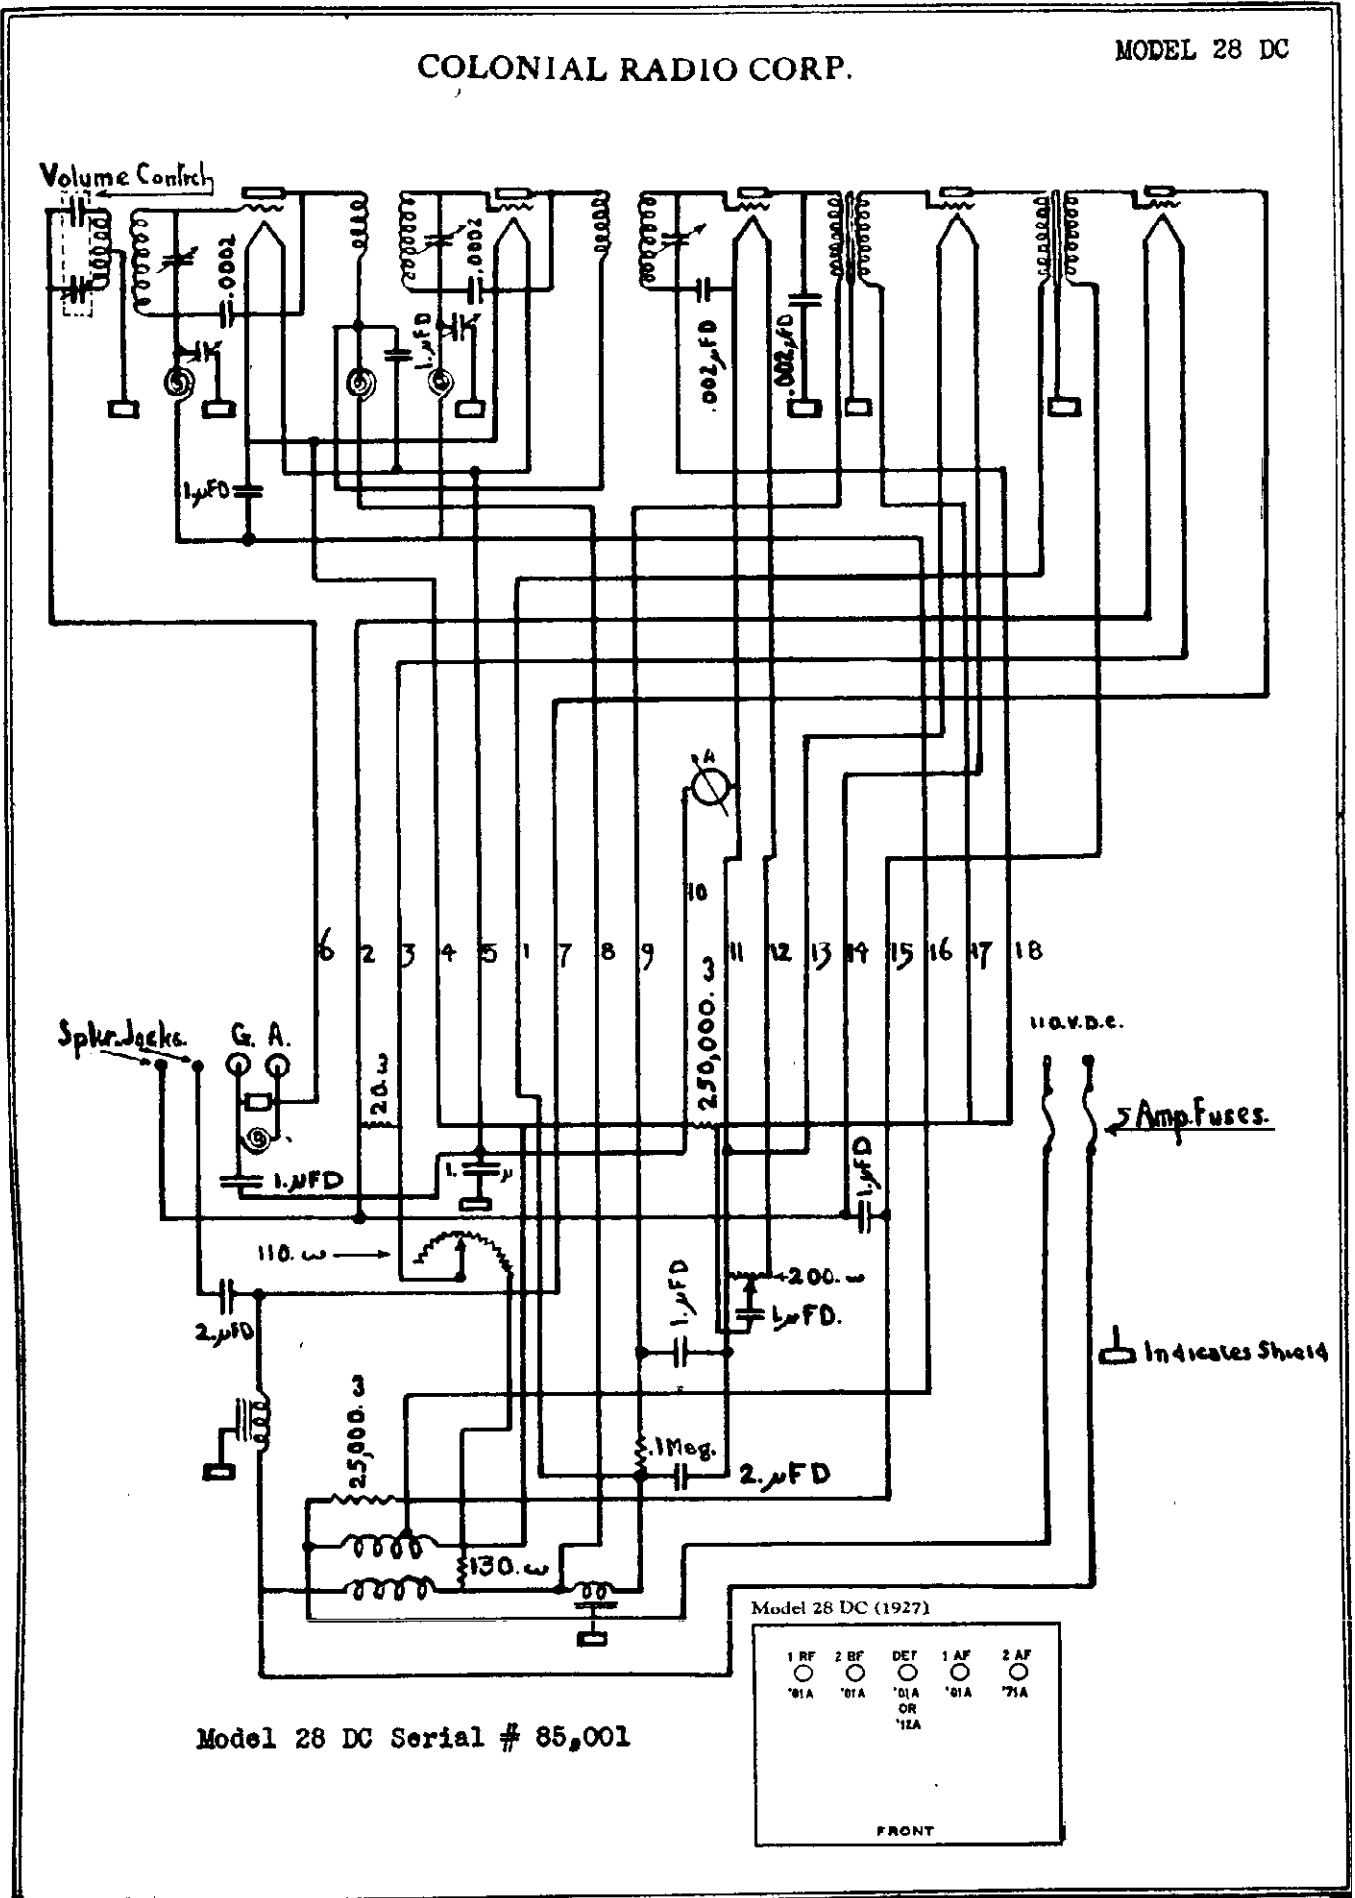 COLONIAL RADIO CORP.
MODEL 28 DC
Volume Control
.0002
.0002
1.µFD
.002µFD
.002µFD
1.µFD
A
10
6 2 3 4 5 1 7 8 9 11 12 13 14 15 16 17 18
Spkr. Jacks.
G. A.
20.ω
250,000.ω
110.V.D.C.
5 Amp. Fuses.
1.µFD
1. µ
1.µFD
110.ω
200.ω
2.µFD
1.µFD
1.µFD.
Indicates Shield
25,000.ω
.1Meg.
2.µFD
130.ω
Model 28 DC (1927)
1 RF 2 RF DET 1 AF 2 AF
'01A '01A '01A '01A '71A
OR
'12A
FRONT
Model 28 DC Serial # 85,001